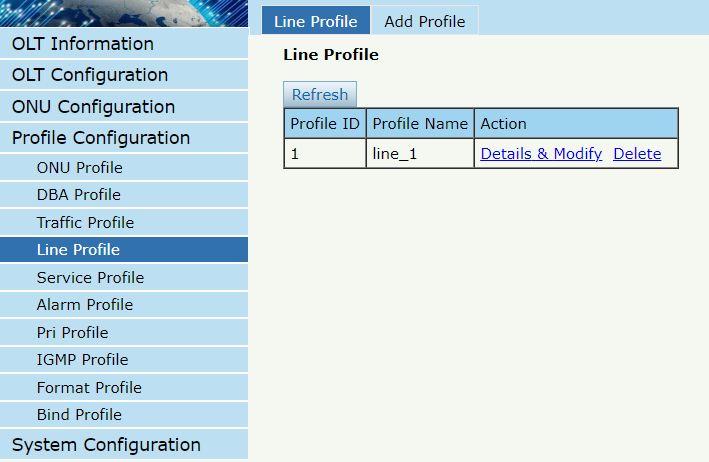 OLT Information
OLT Configuration
ONU Configuration
Profile Configuration
ONU Profile
DBA Profile
Traffic Profile
Line Profile
Service Profile
Alarm Profile
Pri Profile
IGMP Profile
Format Profile
Bind Profile
System Configuration
Line Profile Add Profile
Line Profile
Refresh
Profile ID Profile Name Action
1 line_1 Details & Modify Delete